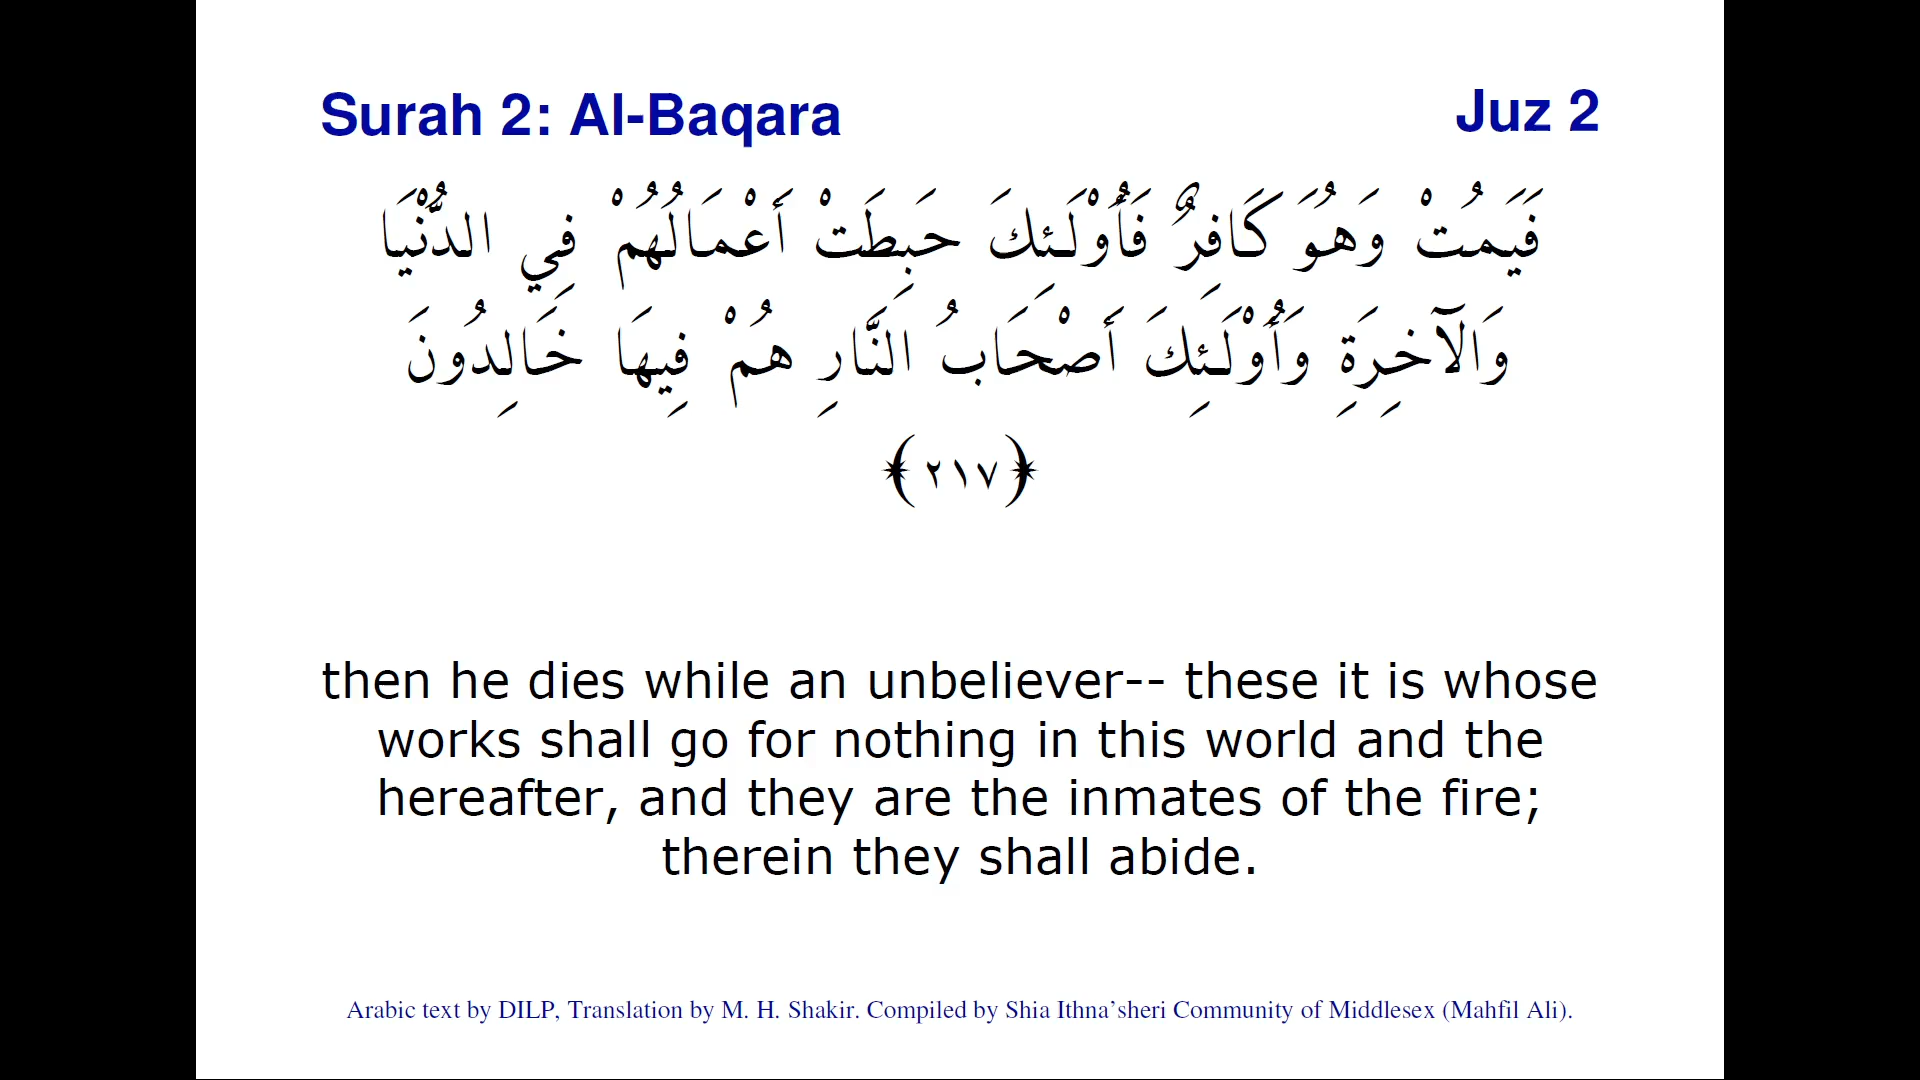 Surah 2: Al-Baqara
Juz 2
فَيَمُتْ وَهُوَ كَافِرٌ فَأُوْلَـئِكَ حَبِطَتْ أَعْمَالُهُمْ فِي الدُّنْيَا
وَالآخِرَةِ وَأُوْلَـئِكَ أَصْحَابُ النَّارِ هُمْ فِيهَا خَالِدُونَ
﴿٢١٧﴾
then he dies while an unbeliever-- these it is whose
works shall go for nothing in this world and the
hereafter, and they are the inmates of the fire;
therein they shall abide.
Arabic text by DILP, Translation by M. H. Shakir. Compiled by Shia Ithna’sheri Community of Middlesex (Mahfil Ali).